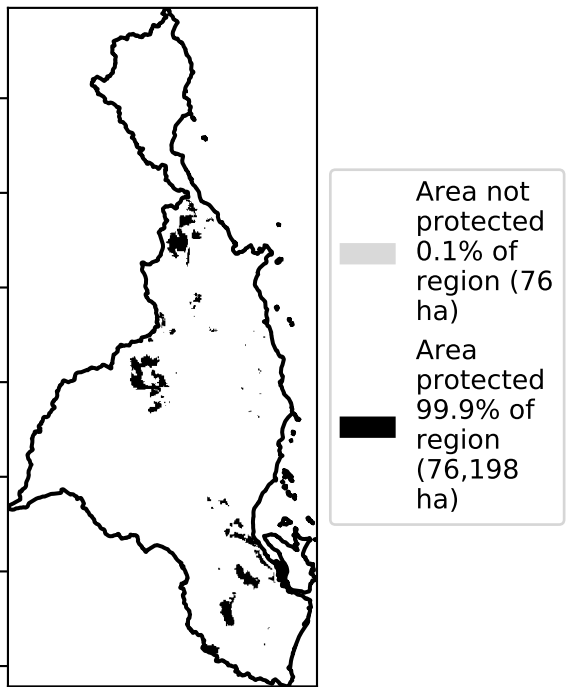 Area not
protected
0.1% of
region (76
ha)
Area
protected
99.9% of
region
(76,198
ha)